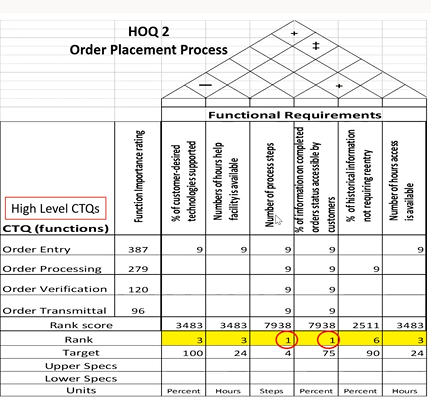 HOQ 2
Order Placement Process
+
‡
—
+
Functional Requirements
High Level CTQs
CTQ (functions)
Function Importance rating
% of customer-desired
technologies supported
Numbers of hours help
facility is available
Number of process steps
% of information on completed
orders status accessible by
customers
% of historical information
not requiring reentry
Number of hours access
is available
Order Entry 387 9 9 9 9 9
Order Processing 279 9 9 9
Order Verification 120 9 9
Order Transmittal 96 9 9
Rank score 3483 3483 7938 7938 2511 3483
Rank 3 3 1 1 6 3
Target 100 24 4 75 90 24
Upper Specs
Lower Specs
Units Percent Hours Steps Percent Percent Hours